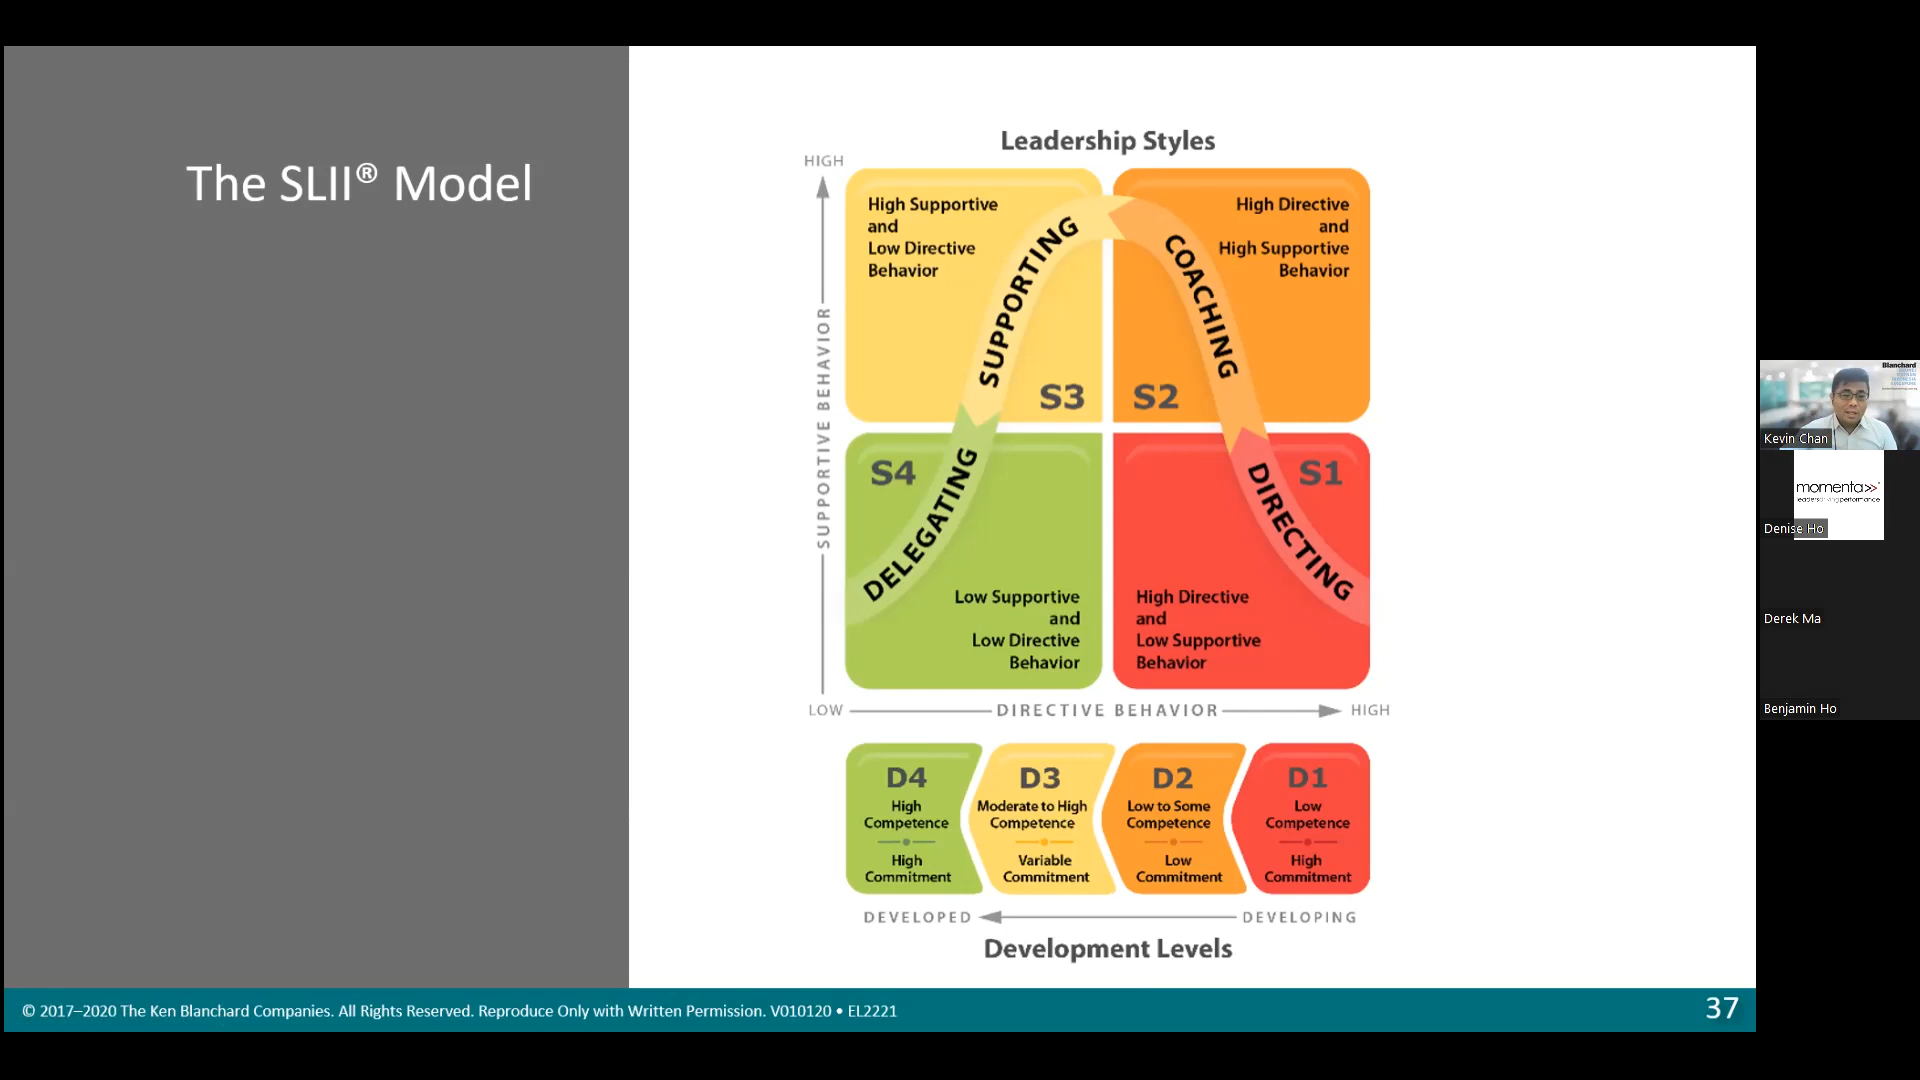 The SLII® Model
Leadership Styles
HIGH
SUPPORTIVE BEHAVIOR
High Supportive
and
Low Directive
Behavior
SUPPORTING
S3
High Directive
and
High Supportive
Behavior
COACHING
S2
S4
DELEGATING
Low Supportive
and
Low Directive
Behavior
S1
DIRECTING
High Directive
and
Low Supportive
Behavior
LOW
DIRECTIVE BEHAVIOR
HIGH
D4
High
Competence
High
Commitment
D3
Moderate to High
Competence
Variable
Commitment
D2
Low to Some
Competence
Low
Commitment
D1
Low
Competence
High
Commitment
DEVELOPED
DEVELOPING
Development Levels
© 2017–2020 The Ken Blanchard Companies. All Rights Reserved. Reproduce Only with Written Permission. V010120 • EL2221
37
Blanchard
Kevin Chan
momenta>>
leadersdrivingperformance
Denise Ho
Derek Ma
Benjamin Ho